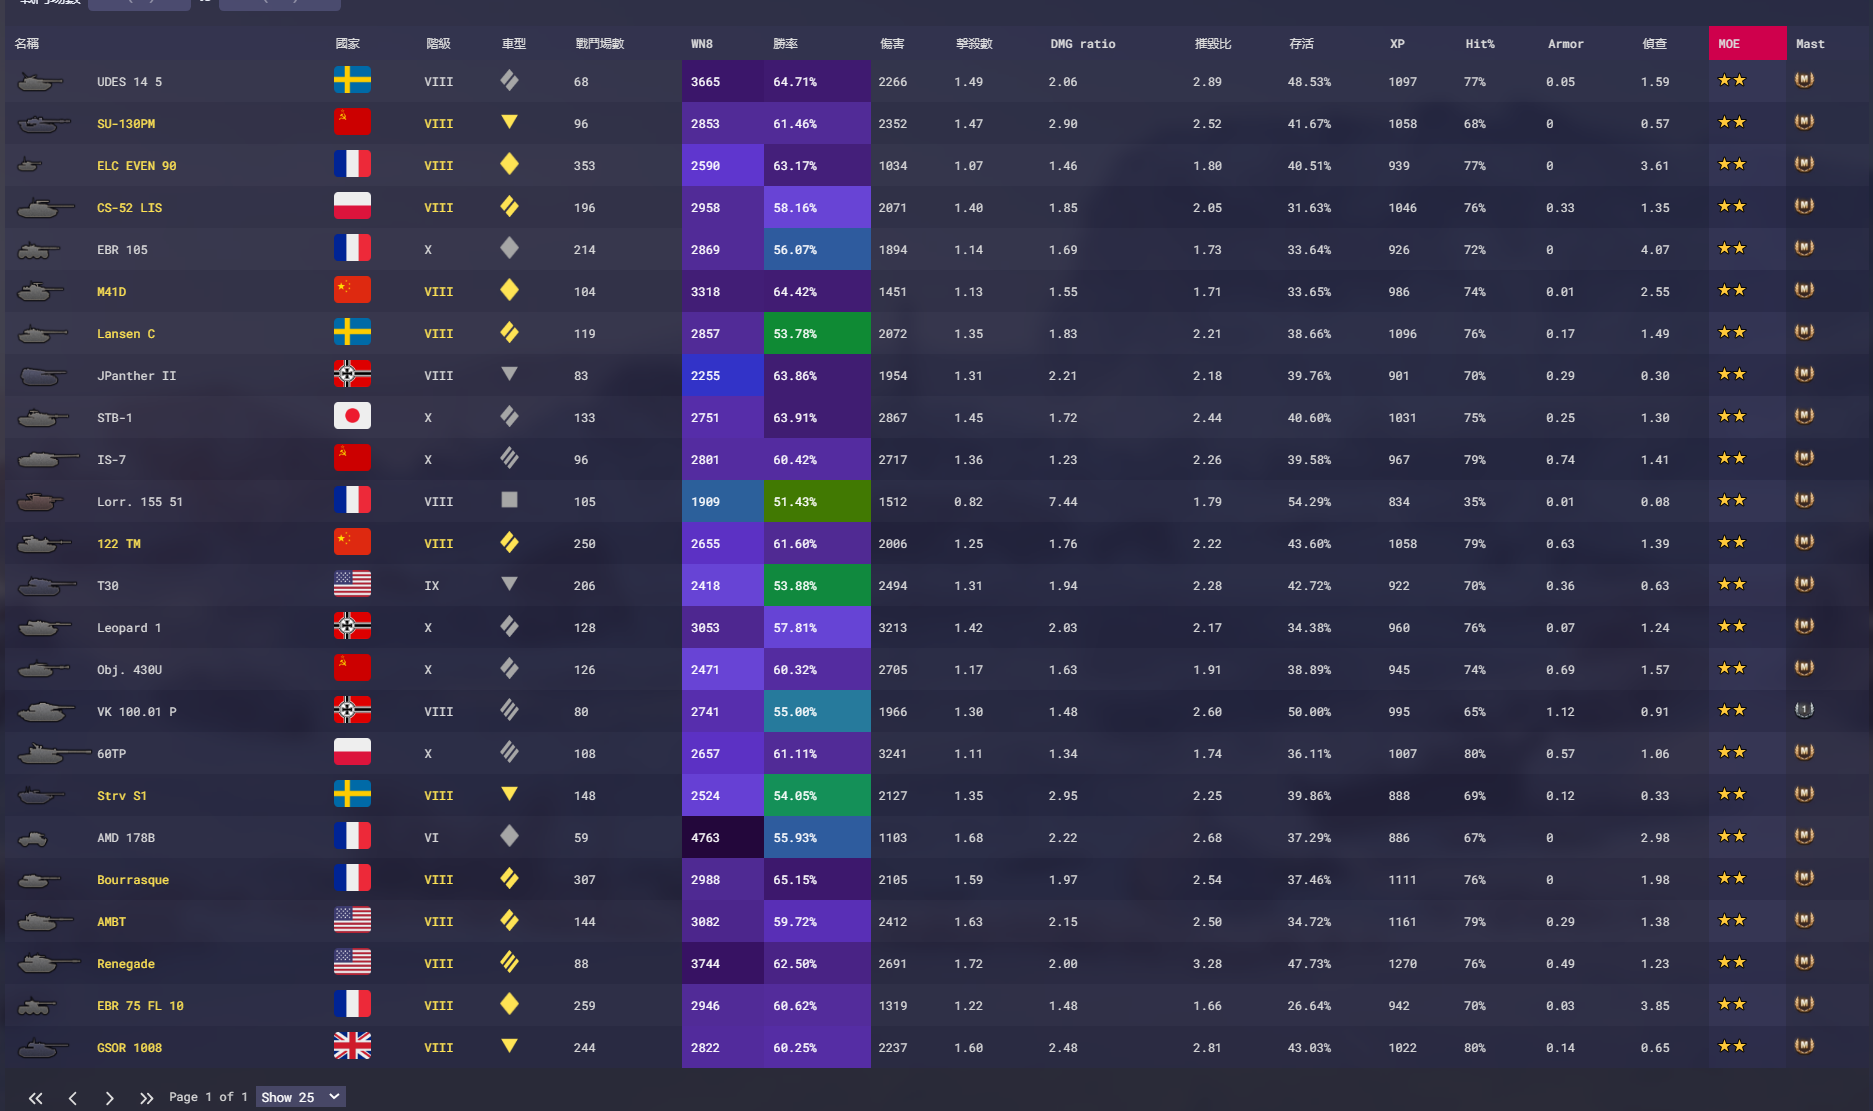 名稱 國家 階級 車型 戰鬥場數 WN8 勝率 傷害 擊殺數 DMG ratio 摧毀比 存活 XP Hit% Armor 偵查 MOE Mast
UDES 14 5 VIII 68 3665 64.71% 2266 1.49 2.06 2.89 48.53% 1097 77% 0.05 1.59
SU-130PM VIII 96 2853 61.46% 2352 1.47 2.90 2.52 41.67% 1058 68% 0 0.57
ELC EVEN 90 VIII 353 2590 63.17% 1034 1.07 1.46 1.80 40.51% 939 77% 0 3.61
CS-52 LIS VIII 196 2958 58.16% 2071 1.40 1.85 2.05 31.63% 1046 76% 0.33 1.35
EBR 105 X 214 2869 56.07% 1894 1.14 1.69 1.73 33.64% 926 72% 0 4.07
M41D VIII 104 3318 64.42% 1451 1.13 1.55 1.71 33.65% 986 74% 0.01 2.55
Lansen C VIII 119 2857 53.78% 2072 1.35 1.83 2.21 38.66% 1096 76% 0.17 1.49
JPanther II VIII 83 2255 63.86% 1954 1.31 2.21 2.18 39.76% 901 70% 0.29 0.30
STB-1 X 133 2751 63.91% 2867 1.45 1.72 2.44 40.60% 1031 75% 0.25 1.30
IS-7 X 96 2801 60.42% 2717 1.36 1.23 2.26 39.58% 967 79% 0.74 1.41
Lorr. 155 51 VIII 105 1909 51.43% 1512 0.82 7.44 1.79 54.29% 834 35% 0.01 0.08
122 TM VIII 250 2655 61.60% 2006 1.25 1.76 2.22 43.60% 1058 79% 0.63 1.39
T30 IX 206 2418 53.88% 2494 1.31 1.94 2.28 42.72% 922 70% 0.36 0.63
Leopard 1 X 128 3053 57.81% 3213 1.42 2.03 2.17 34.38% 960 76% 0.07 1.24
Obj. 430U X 126 2471 60.32% 2705 1.17 1.63 1.91 38.89% 945 74% 0.69 1.57
VK 100.01 P VIII 80 2741 55.00% 1966 1.30 1.48 2.60 50.00% 995 65% 1.12 0.91
60TP X 108 2657 61.11% 3241 1.11 1.34 1.74 36.11% 1007 80% 0.57 1.06
Strv S1 VIII 148 2524 54.05% 2127 1.35 2.95 2.25 39.86% 888 69% 0.12 0.33
AMD 178B VI 59 4763 55.93% 1103 1.68 2.22 2.68 37.29% 886 67% 0 2.98
Bourrasque VIII 307 2988 65.15% 2105 1.59 1.97 2.54 37.46% 1111 76% 0 1.98
AMBT VIII 144 3082 59.72% 2412 1.63 2.15 2.50 34.72% 1161 79% 0.29 1.38
Renegade VIII 88 3744 62.50% 2691 1.72 2.00 3.28 47.73% 1270 76% 0.49 1.23
EBR 75 FL 10 VIII 259 2946 60.62% 1319 1.22 1.48 1.66 26.64% 942 70% 0.03 3.85
GSOR 1008 VIII 244 2822 60.25% 2237 1.60 2.48 2.81 43.03% 1022 80% 0.14 0.65
Page 1 of 1 Show 25